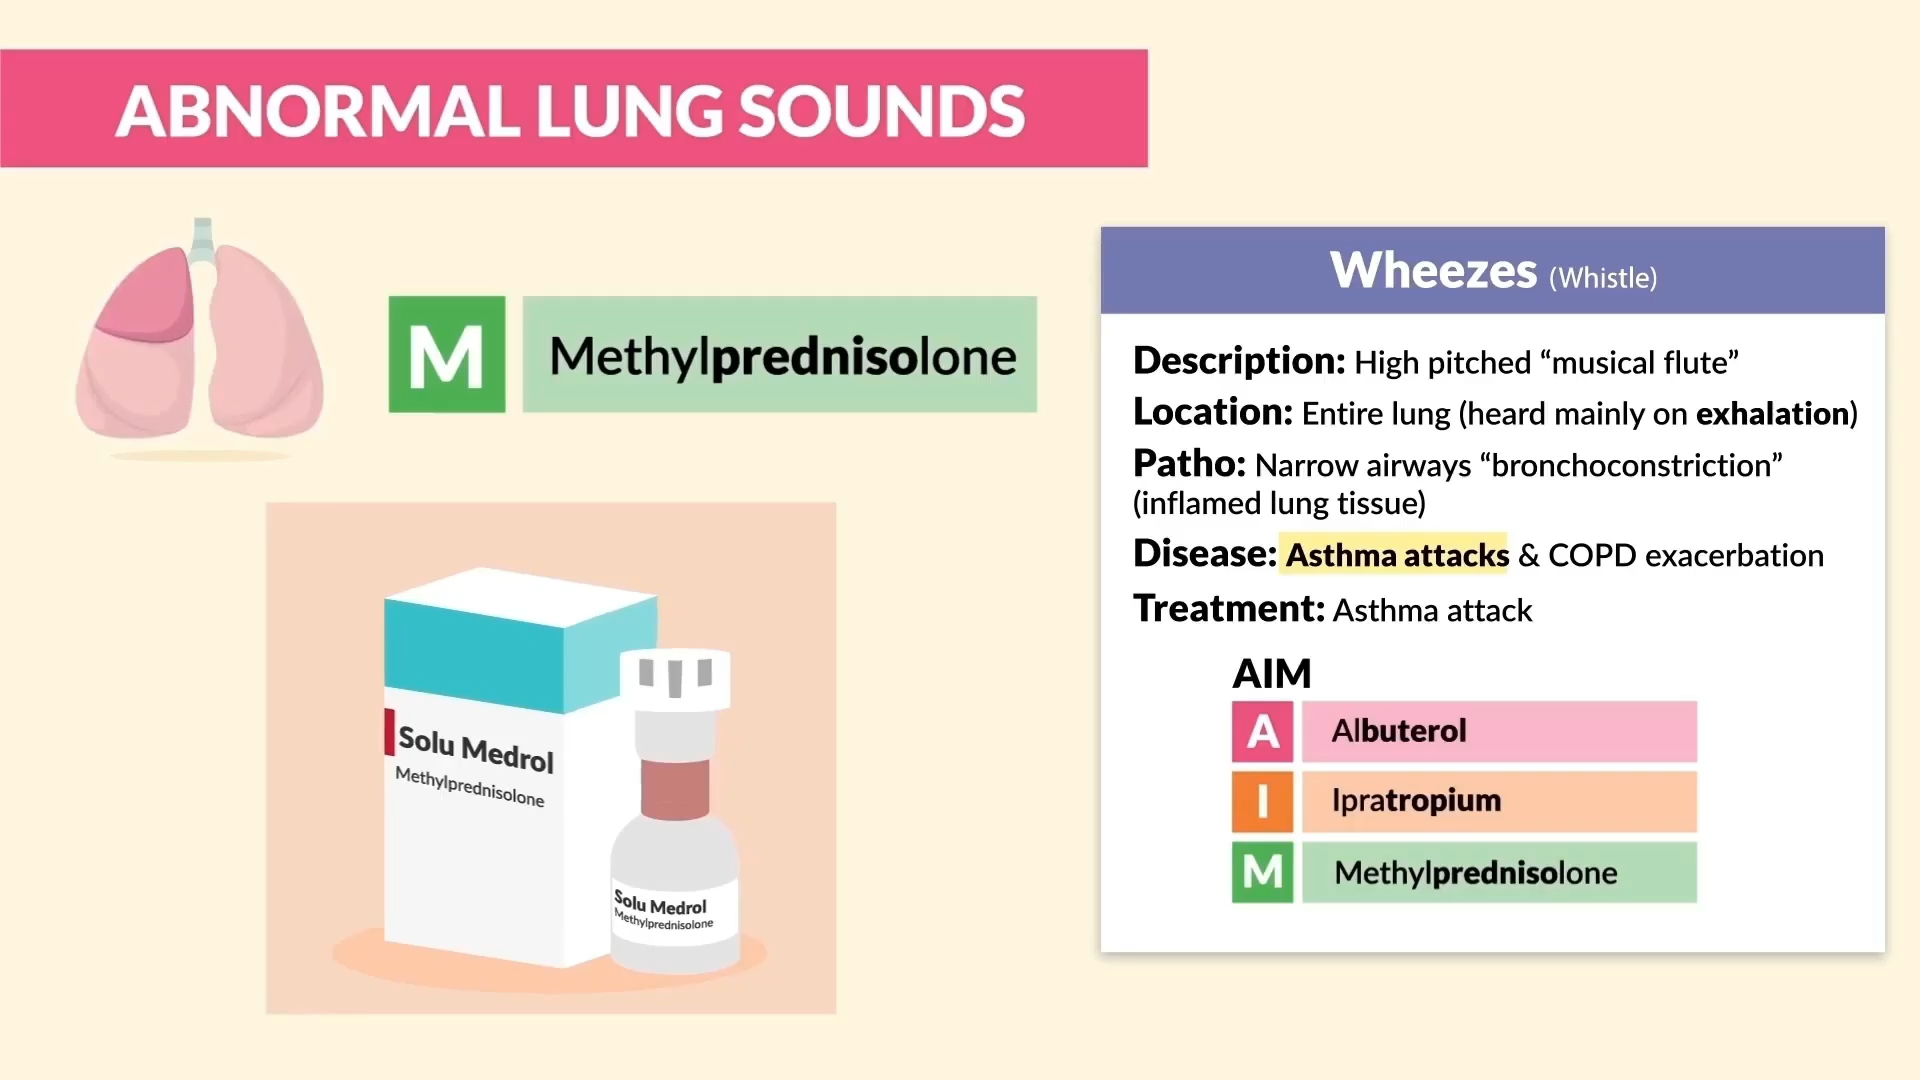 ABNORMAL LUNG SOUNDS
M Methylprednisolone
Solu Medrol
Methylprednisolone
Solu Medrol
Methylprednisolone
Wheezes (Whistle)
Description: High pitched “musical flute”
Location: Entire lung (heard mainly on exhalation)
Patho: Narrow airways “bronchoconstriction”
(inflamed lung tissue)
Disease: Asthma attacks & COPD exacerbation
Treatment: Asthma attack
AIM
A Albuterol
I Ipratropium
M Methylprednisolone